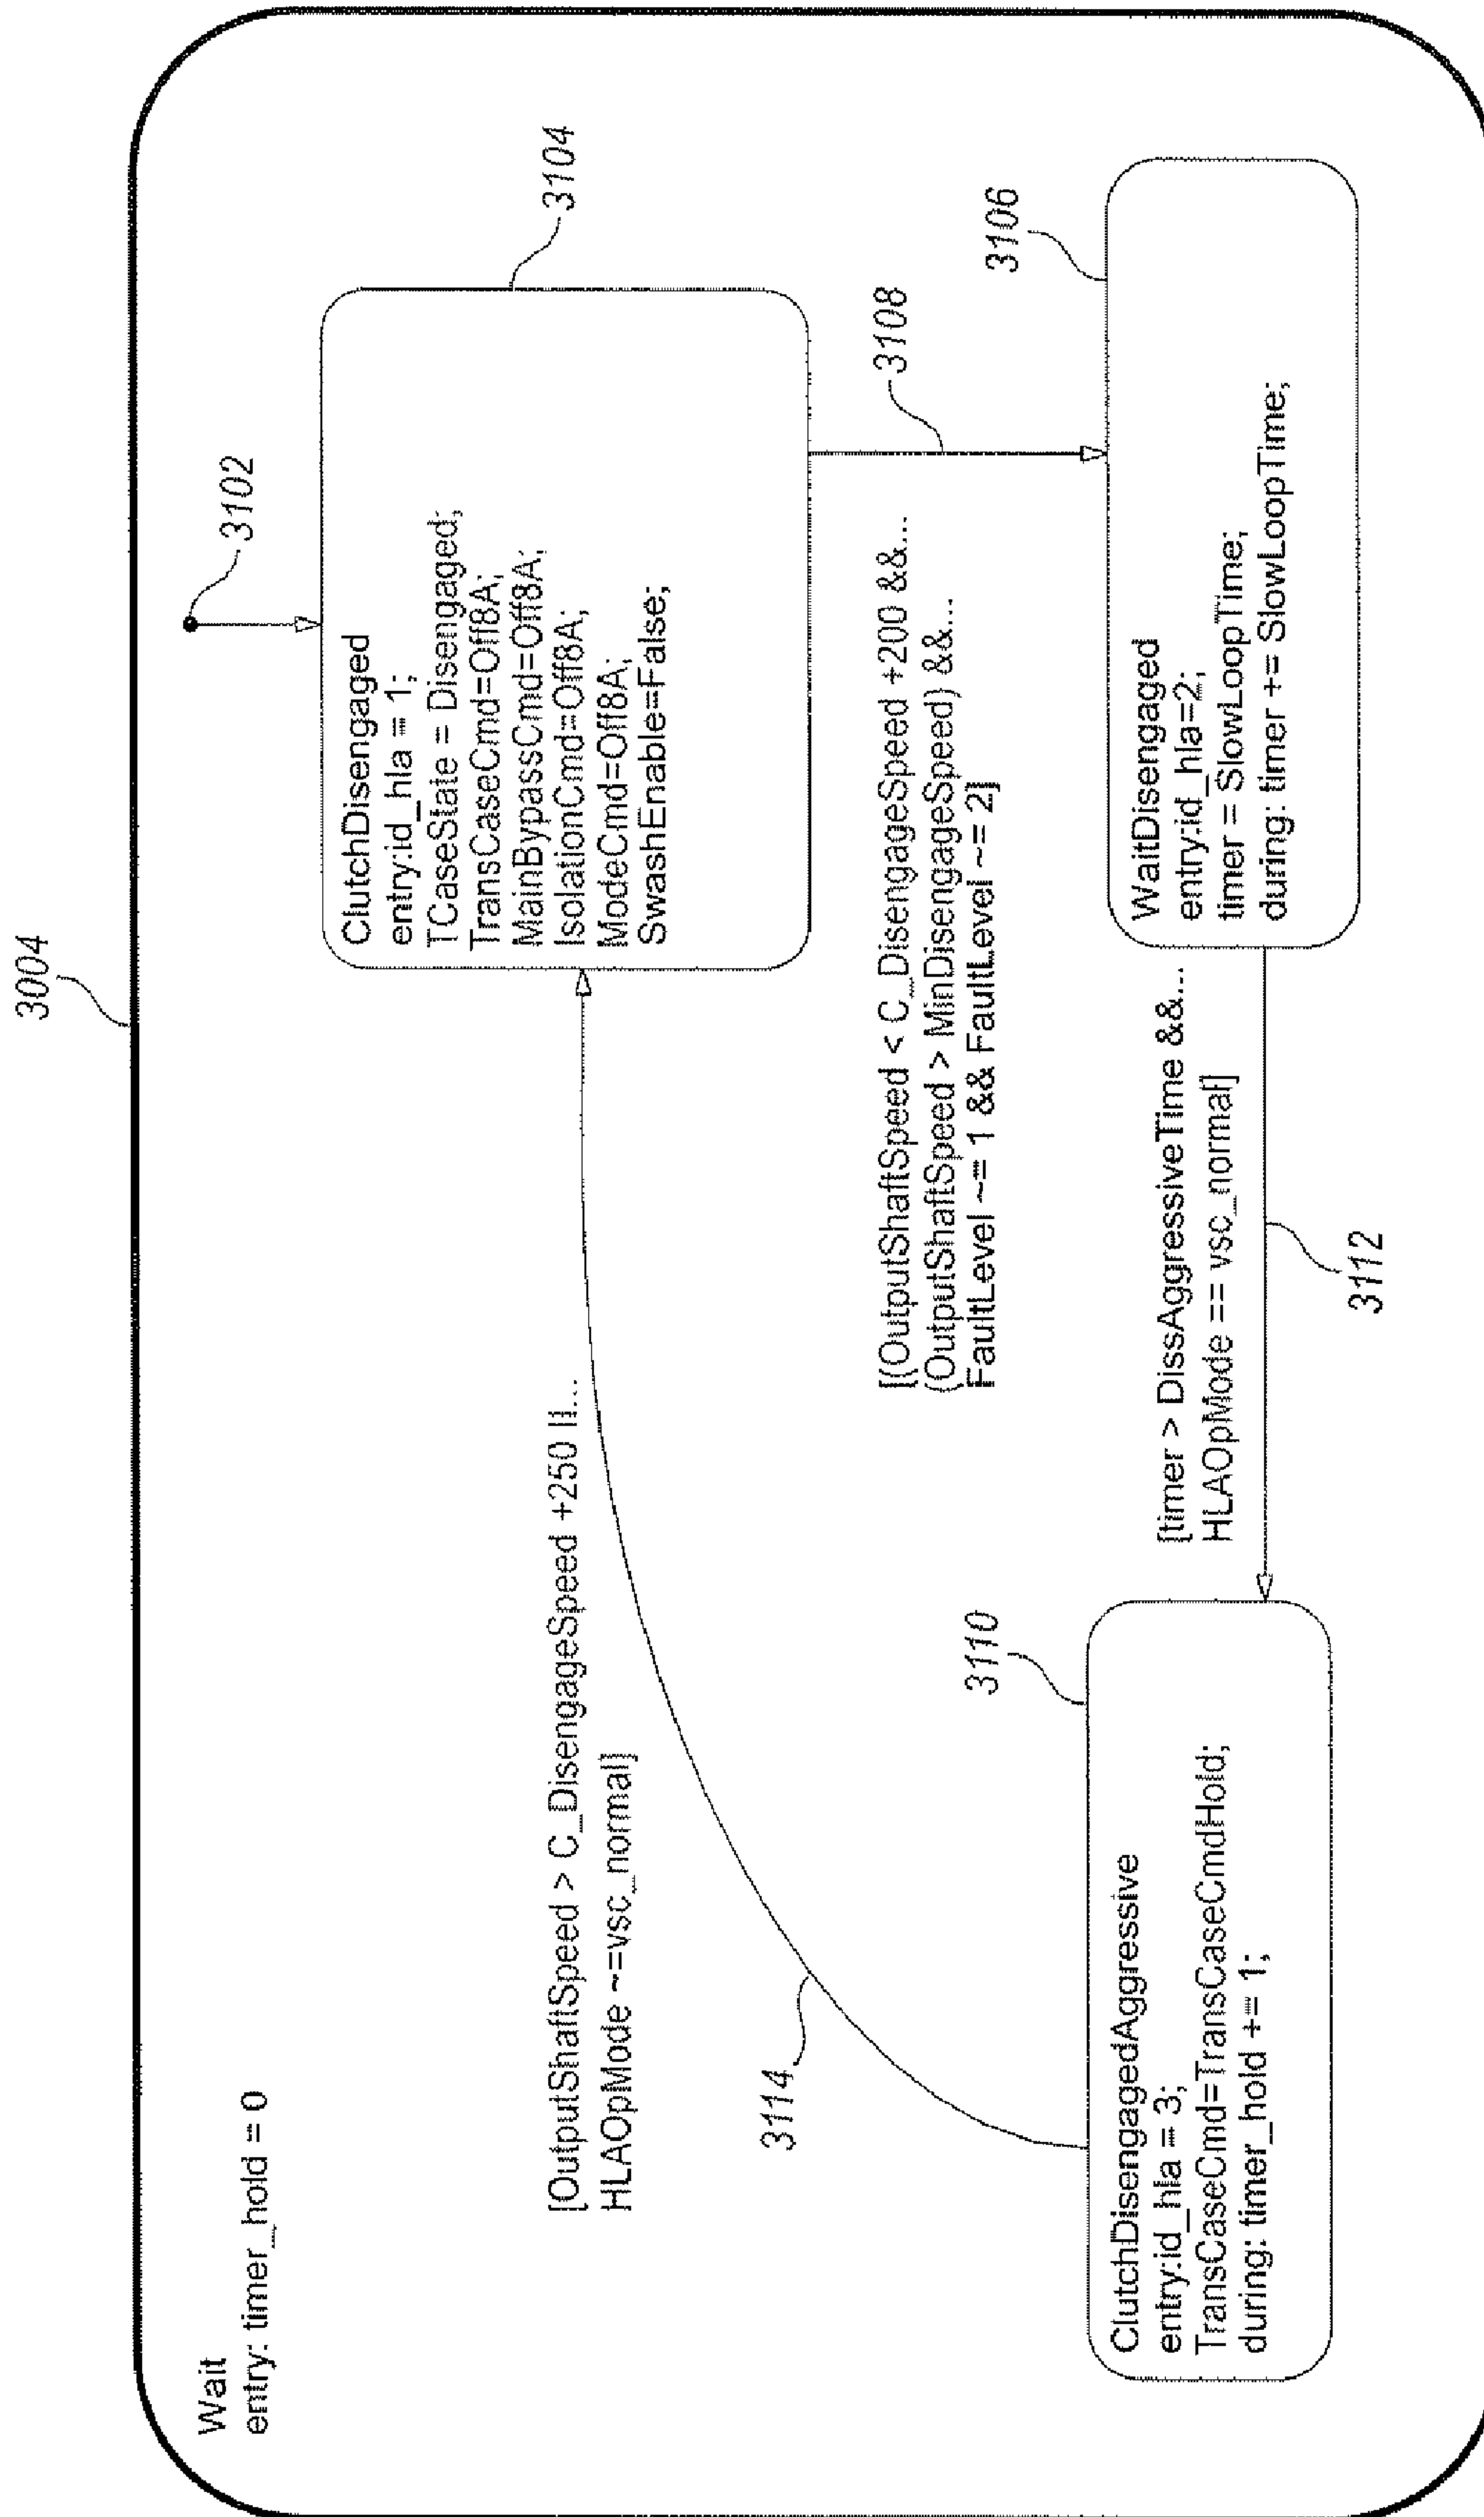 3004
Wait
entry: timer_hold = 0
3102
ClutchDisengaged
entry:id_hla = 1;
TCaseState = Disengaged;
TransCaseCmd=Off8A;
MainBypassCmd=Off8A;
IsolationCmd=Off8A;
ModeCmd=Off8A;
SwashEnable=False;
3104
[OutputShaftSpeed > C_DisengageSpeed +250 ||...
HLAOpMode ~=vsc_normal]
3114
[(OutputShaftSpeed < C_DisengageSpeed +200 &&...
(OutputShaftSpeed > MinDisengageSpeed) &&...
FaultLevel ~= 1 && FaultLevel ~= 2]
3108
ClutchDisengagedAggressive
entry:id_hla = 3;
TransCaseCmd=TransCaseCmdHold;
during: timer_hold += 1;
3110
[timer > DissAggressiveTime &&...
HLAOpMode == vsc_normal]
3112
WaitDisengaged
entry:id_hla=2;
timer = SlowLoopTime;
during: timer += SlowLoopTime;
3106